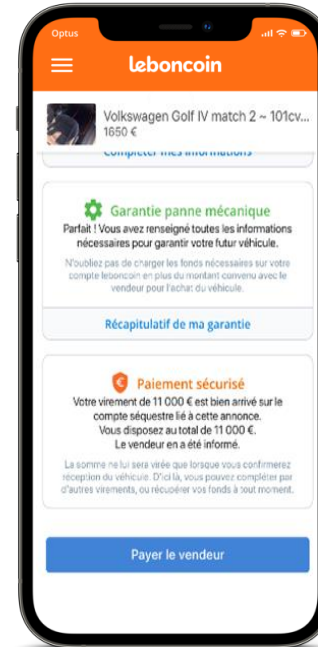 Optus
leboncoin
Volkswagen Golf IV match 2 ~ 101cv...
1650 €
Compléter mes informations
Garantie panne mécanique
Parfait ! Vous avez renseigné toutes les informations
nécessaires pour garantir votre futur véhicule.
N'oubliez pas de charger les fonds nécessaires sur votre
compte leboncoin en plus du montant convenu avec le
vendeur pour l'achat du véhicule.
Récapitulatif de ma garantie
Paiement sécurisé
Votre virement de 11 000 € est bien arrivé sur le
compte séquestre lié à cette annonce.
Vous disposez au total de 11 000 €.
Le vendeur en a été informé.
La somme ne lui sera virée que lorsque vous confirmerez
réception du véhicule. D'ici là, vous pouvez compléter par
d'autres virements, ou récupérer vos fonds à tout moment.
Payer le vendeur